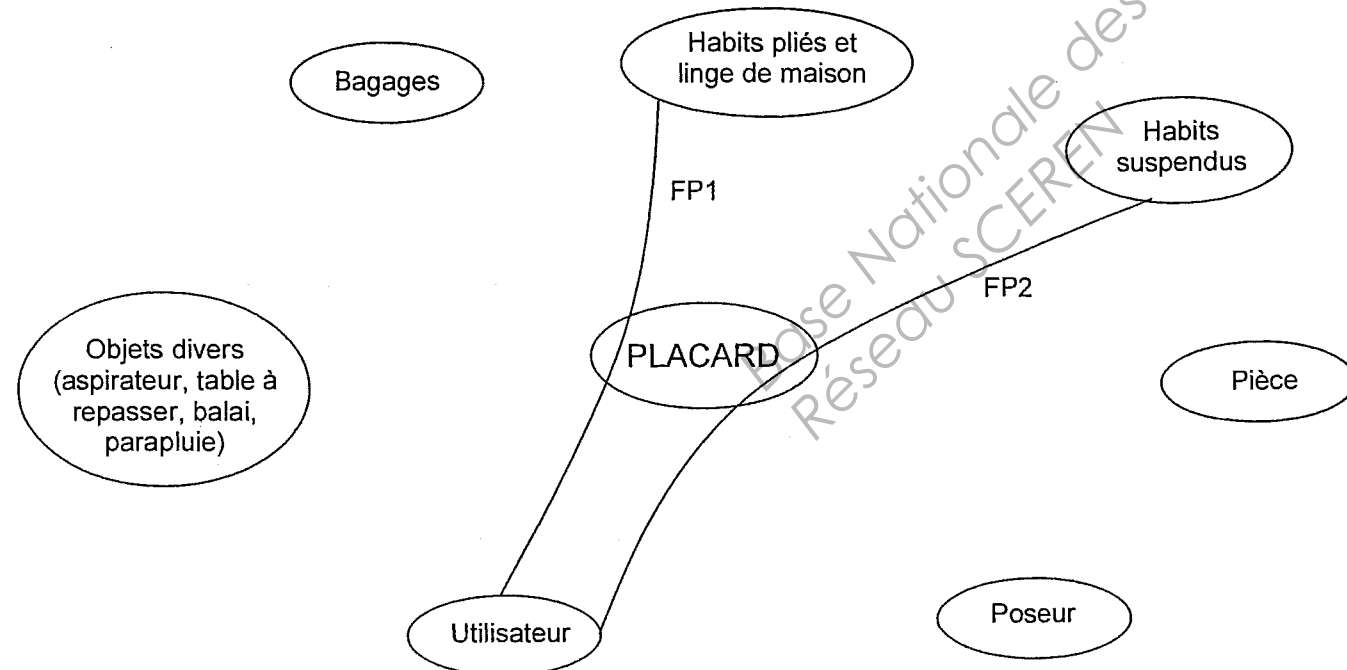 Bagages
Habits pliés et
linge de maison
Habits
suspendus
FP1
FP2
Objets divers
(aspirateur, table à
repasser, balai,
parapluie)
PLACARD
Pièce
Utilisateur
Poseur
Base Nationale des
Réseau SCEREN